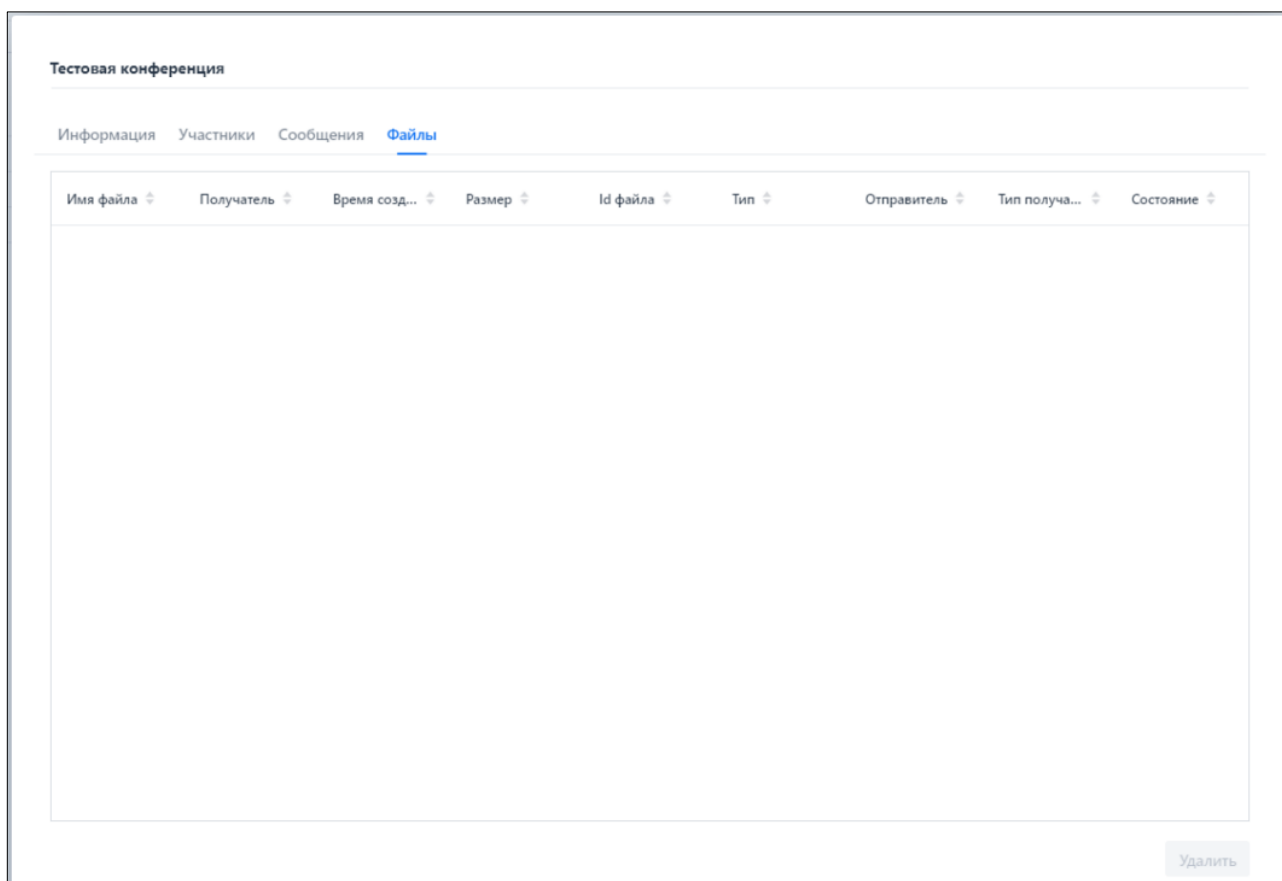 Тестовая конференция
Информация Участники Сообщения Файлы
Имя файла Получатель Время созд... Размер Id файла Тип Отправитель Тип получа... Состояние
Удалить